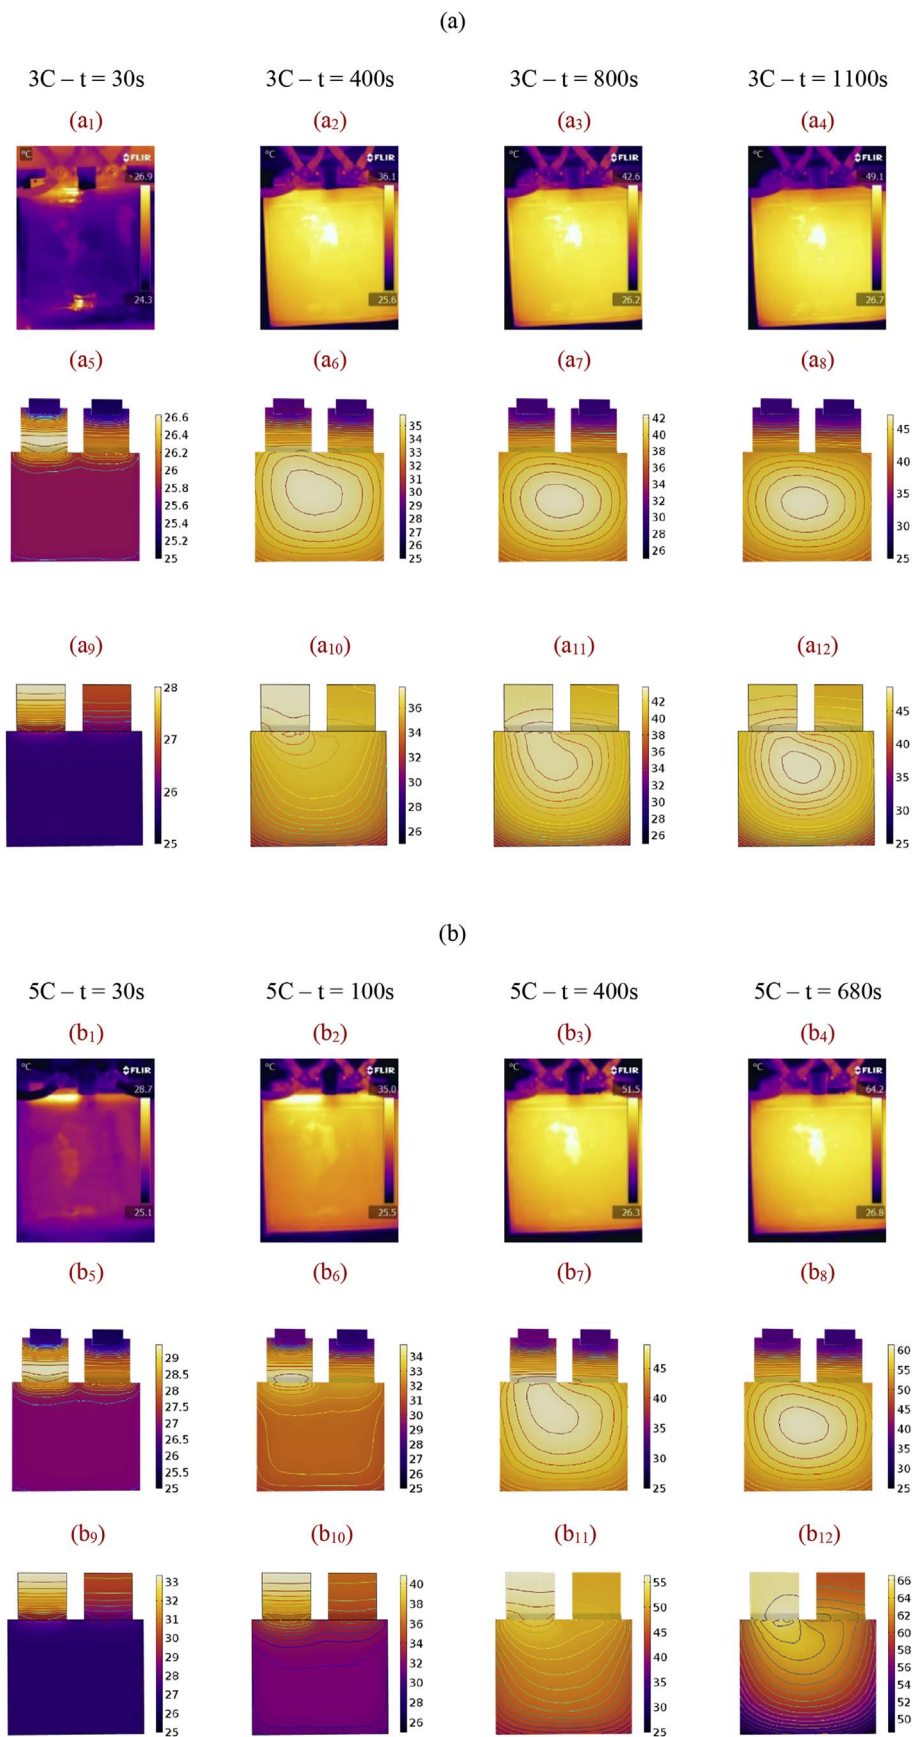 (a)
3C – t = 30s
3C – t = 400s
3C – t = 800s
3C – t = 1100s
(a₁)
(a₂)
(a₃)
(a₄)
°C FLIR 26.9 24.3
°C FLIR 36.1 25.6
°C FLIR 42.6 26.2
°C FLIR 49.1 26.7
(a₅)
(a₆)
(a₇)
(a₈)
26.6 26.4 26.2 26 25.8 25.6 25.4 25.2 25
35 34 33 32 31 30 29 28 27 26 25
42 40 38 36 34 32 30 28 26
45 40 35 30 25
(a₉)
(a₁₀)
(a₁₁)
(a₁₂)
28 27 26 25
36 34 32 30 28 26
42 40 38 36 34 32 30 28 26
45 40 35 30 25
(b)
5C – t = 30s
5C – t = 100s
5C – t = 400s
5C – t = 680s
(b₁)
(b₂)
(b₃)
(b₄)
°C FLIR 28.7 25.1
°C FLIR 35.0 25.5
°C FLIR 51.5 26.3
°C FLIR 64.2 26.8
(b₅)
(b₆)
(b₇)
(b₈)
29 28.5 28 27.5 27 26.5 26 25.5 25
34 33 32 31 30 29 28 27 26 25
45 40 35 30 25
60 55 50 45 40 35 30 25
(b₉)
(b₁₀)
(b₁₁)
(b₁₂)
33 32 31 30 29 28 27 26 25
40 38 36 34 32 30 28 26
55 50 45 40 35 30 25
66 64 62 60 58 56 54 52 50